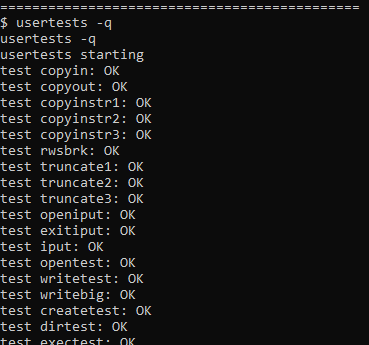 =============================================
$ usertests -q
usertests -q
usertests starting
test copyin: OK
test copyout: OK
test copyinstr1: OK
test copyinstr2: OK
test copyinstr3: OK
test rwsbrk: OK
test truncate1: OK
test truncate2: OK
test truncate3: OK
test openiput: OK
test exitiput: OK
test iput: OK
test opentest: OK
test writetest: OK
test writebig: OK
test createtest: OK
test dirtest: OK
test exectest: OK